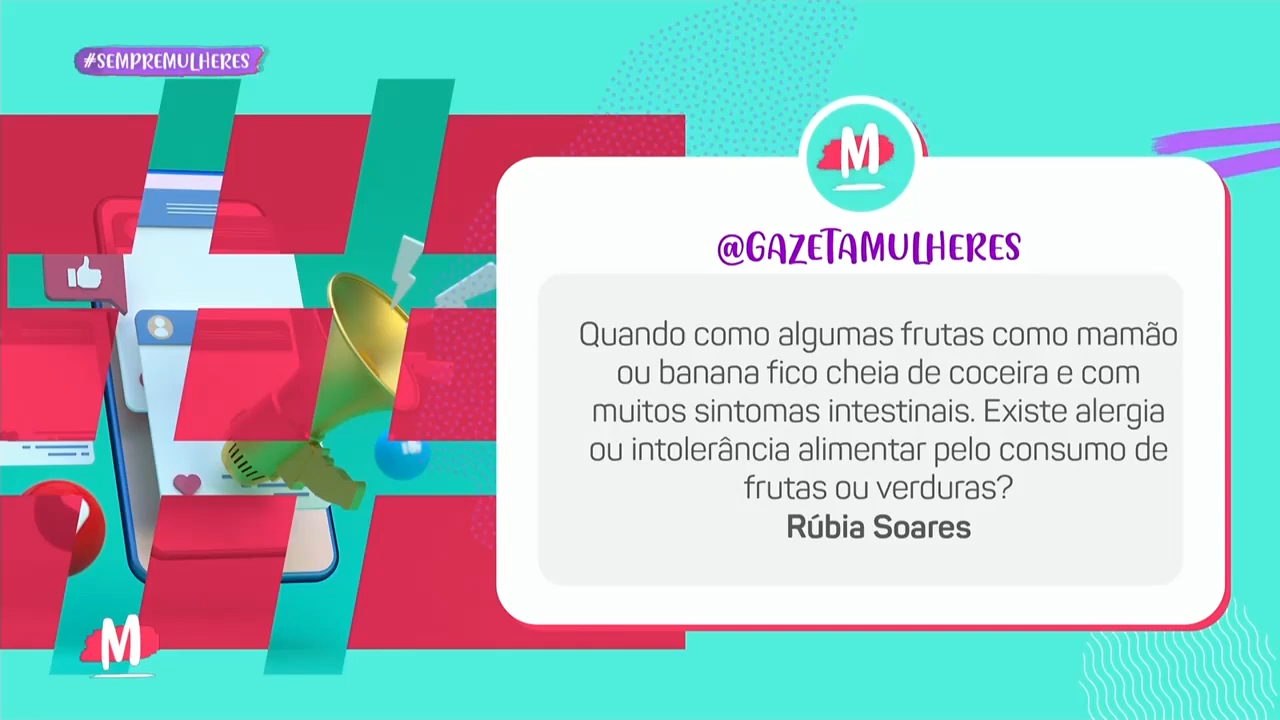 #SEMPREMULHERES
M
@GAZETAMULHERES
Quando como algumas frutas como mamão
ou banana fico cheia de coceira e com
muitos sintomas intestinais. Existe alergia
ou intolerância alimentar pelo consumo de
frutas ou verduras?
Rúbia Soares
M